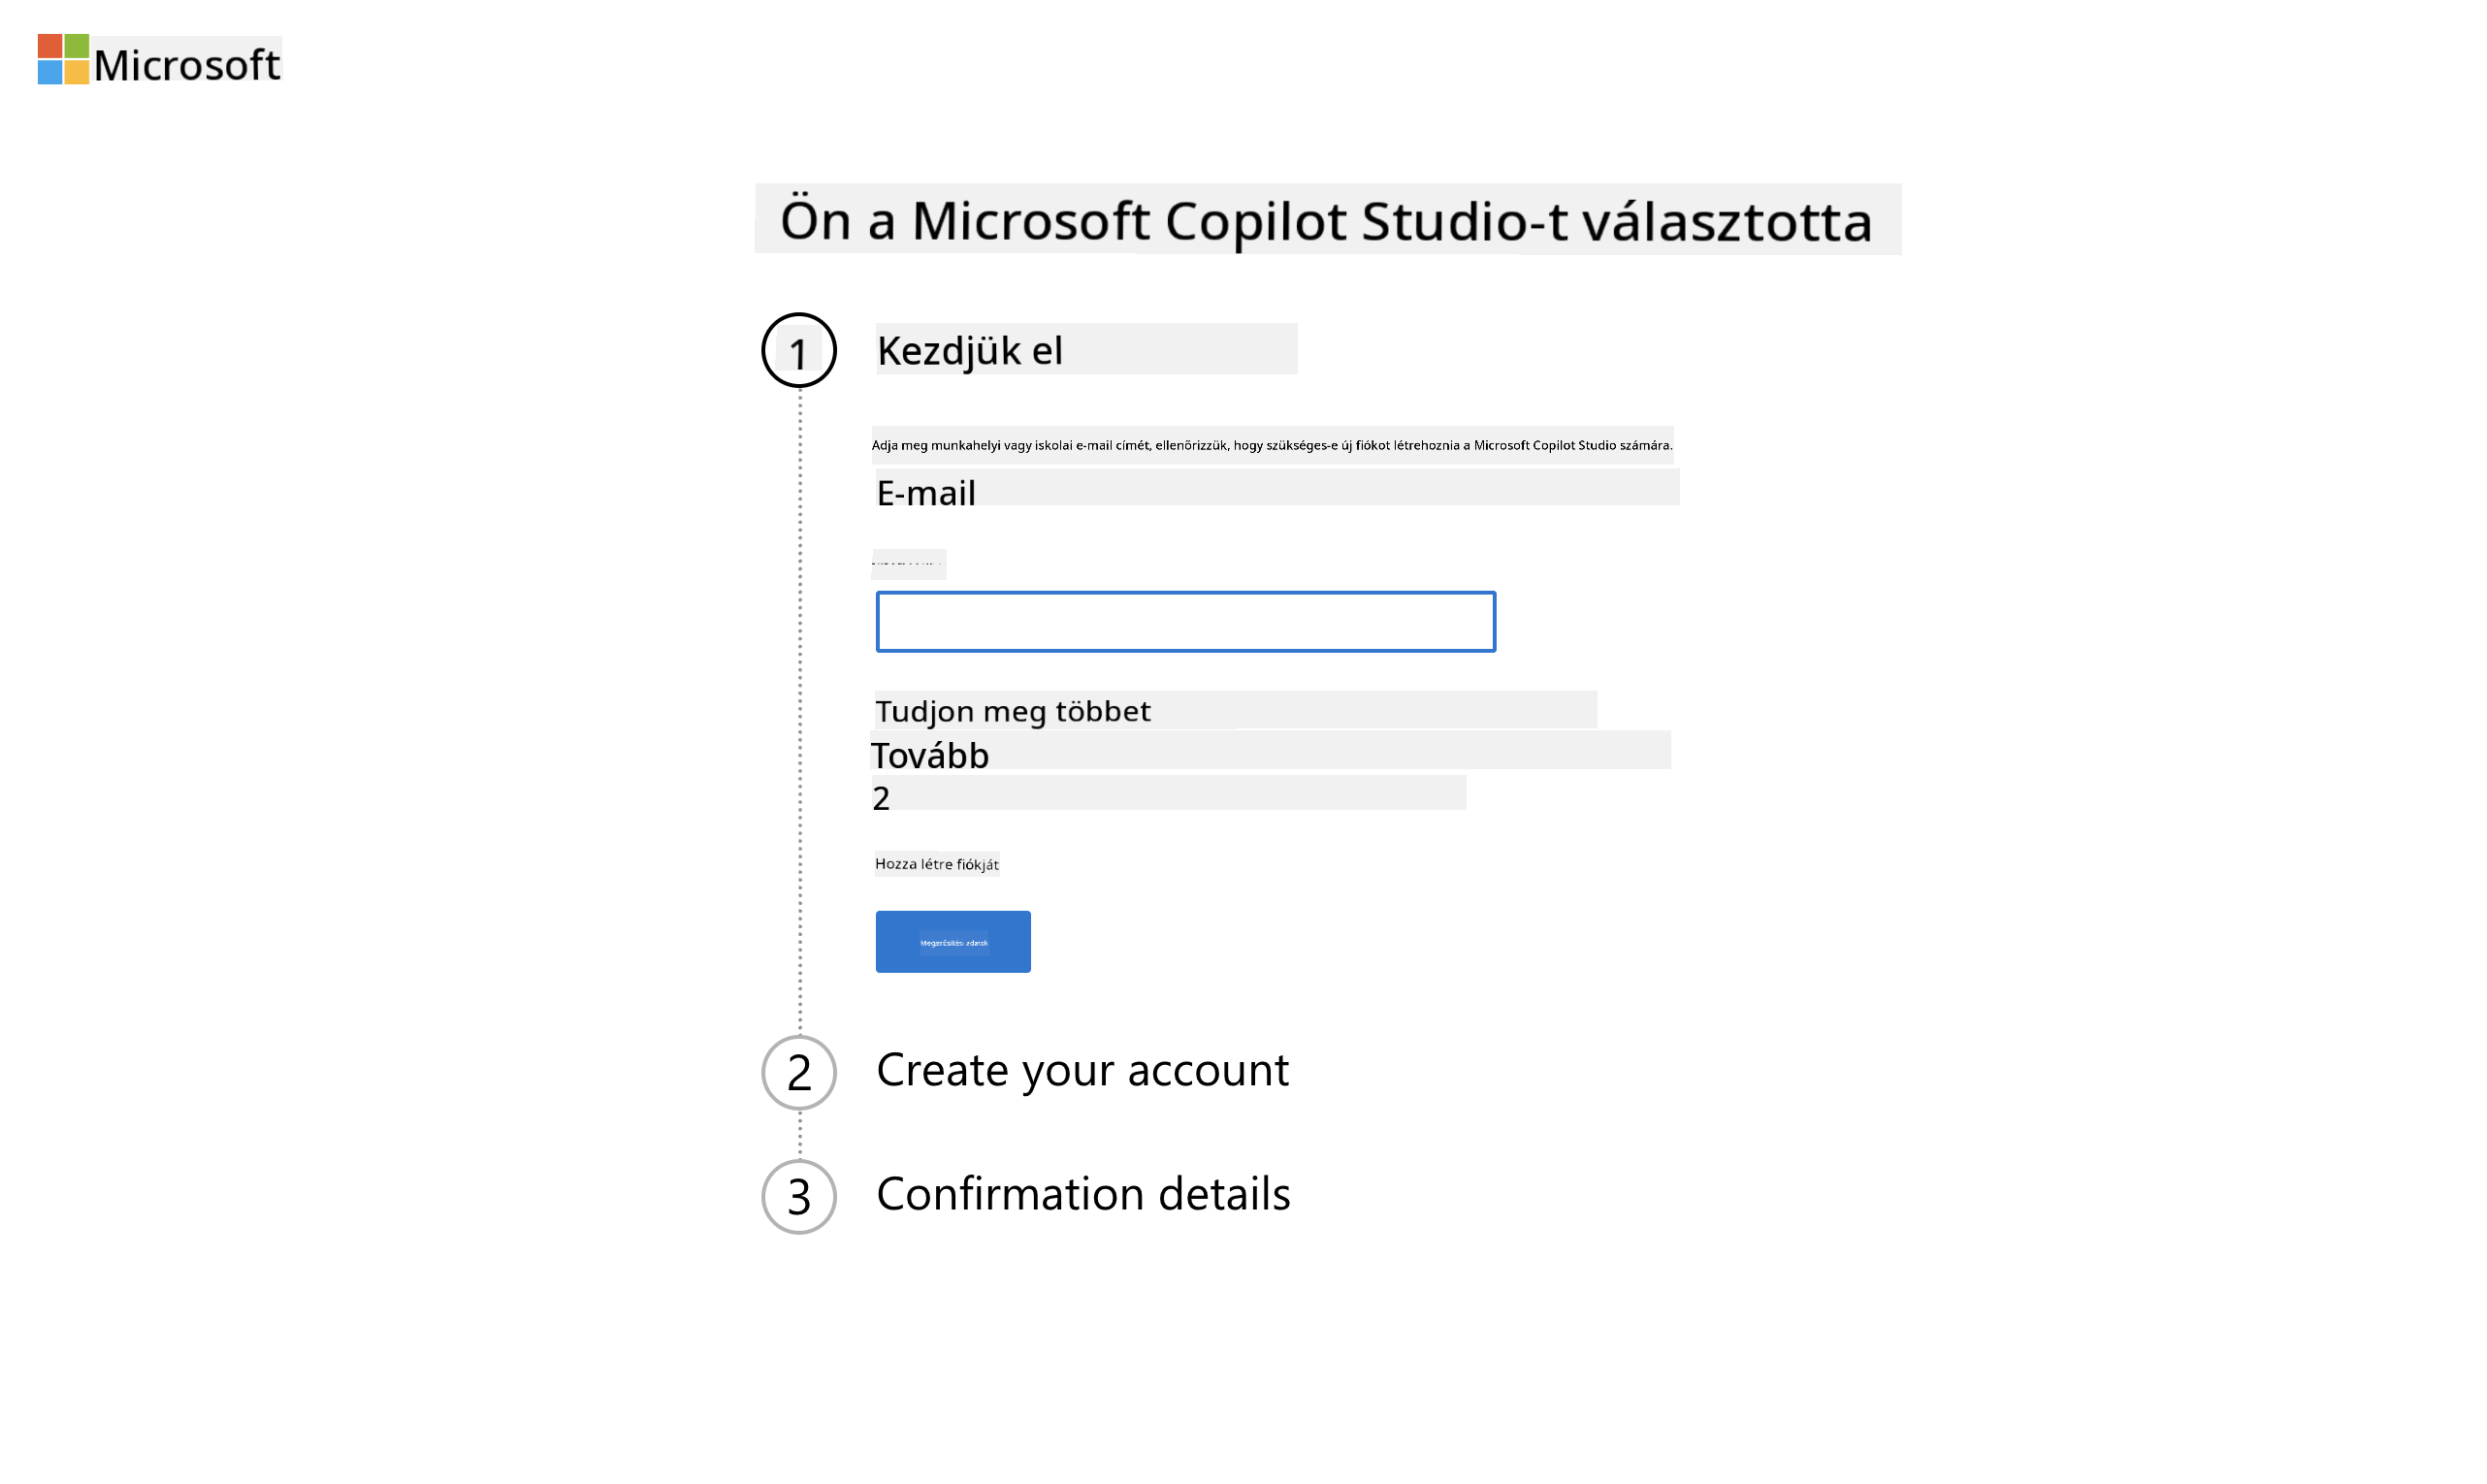 Microsoft
Ön a Microsoft Copilot Studio-t választotta
1
Kezdjük el
Adja meg munkahelyi vagy iskolai e-mail címét, ellenőrizzük, hogy szükséges-e új fiókot létrehoznia a Microsoft Copilot Studio számára.
E-mail
Tudjon meg többet
Tovább
2
Hozza létre fiókját
Megerősítési adatok
2
Create your account
3
Confirmation details